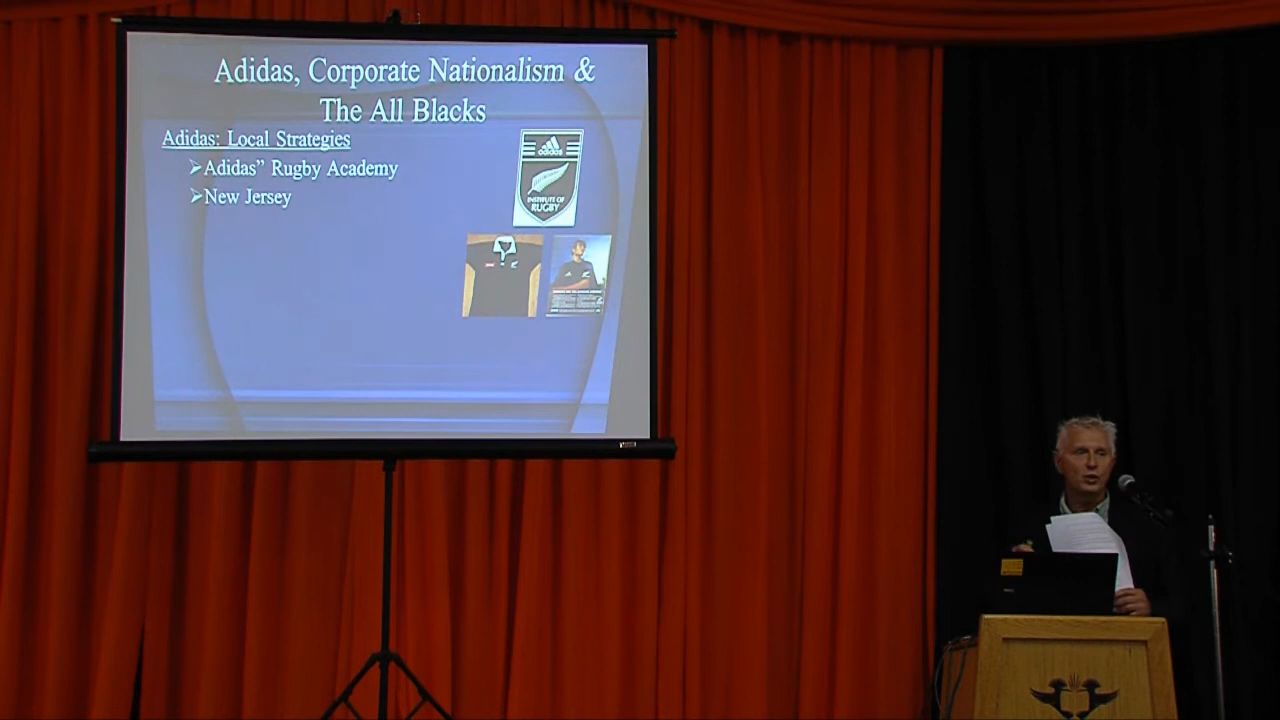 Adidas, Corporate Nationalism &
The All Blacks
Adidas: Local Strategies
➢Adidas” Rugby Academy
➢New Jersey
adidas
INSTITUTE OF
RUGBY